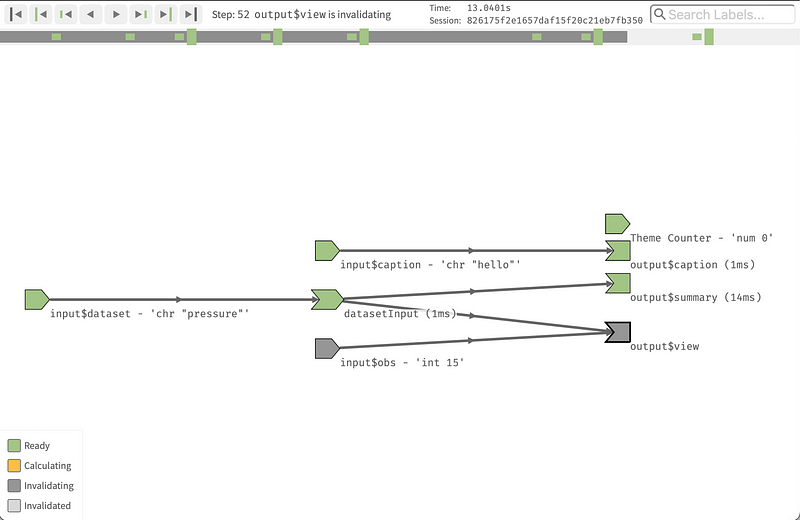 Step: 52 output$view is invalidating
Time: 13.0401s
Session: 826175f2e1657daf15f20c21eb7fb350
Search Labels...
Theme Counter - 'num 0'
input$caption - 'chr "hello"'
output$caption (1ms)
output$summary (14ms)
input$dataset - 'chr "pressure"'
datasetInput (1ms)
output$view
input$obs - 'int 15'
Ready
Calculating
Invalidating
Invalidated